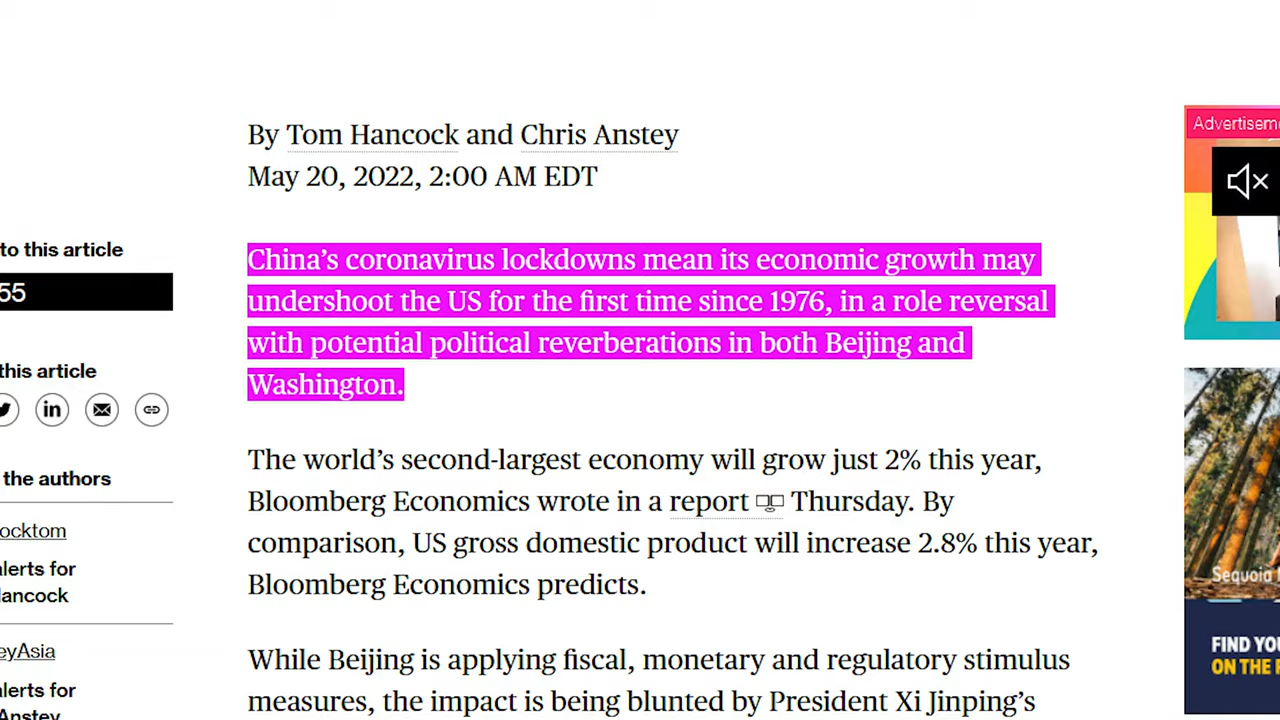 By Tom Hancock and Chris Anstey
May 20, 2022, 2:00 AM EDT
to this article
55
this article
in
the authors
ocktom
lerts for
ancock
eyAsia
lerts for
Anstey
China’s coronavirus lockdowns mean its economic growth may
undershoot the US for the first time since 1976, in a role reversal
with potential political reverberations in both Beijing and
Washington.
The world’s second-largest economy will grow just 2% this year,
Bloomberg Economics wrote in a report Thursday. By
comparison, US gross domestic product will increase 2.8% this year,
Bloomberg Economics predicts.
While Beijing is applying fiscal, monetary and regulatory stimulus
measures, the impact is being blunted by President Xi Jinping’s
Advertisem
Sequoia
FIND YO
ON THE